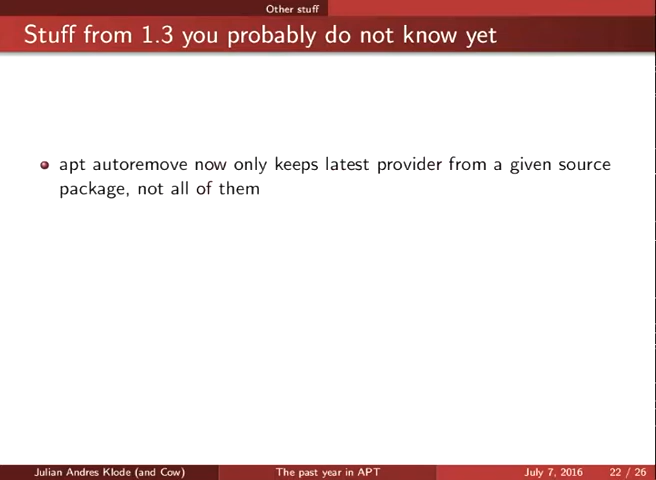 Other stuff
Stuff from 1.3 you probably do not know yet
apt autoremove now only keeps latest provider from a given source
package, not all of them
Julian Andres Klode (and Cow) The past year in APT July 7, 2016 22 / 26